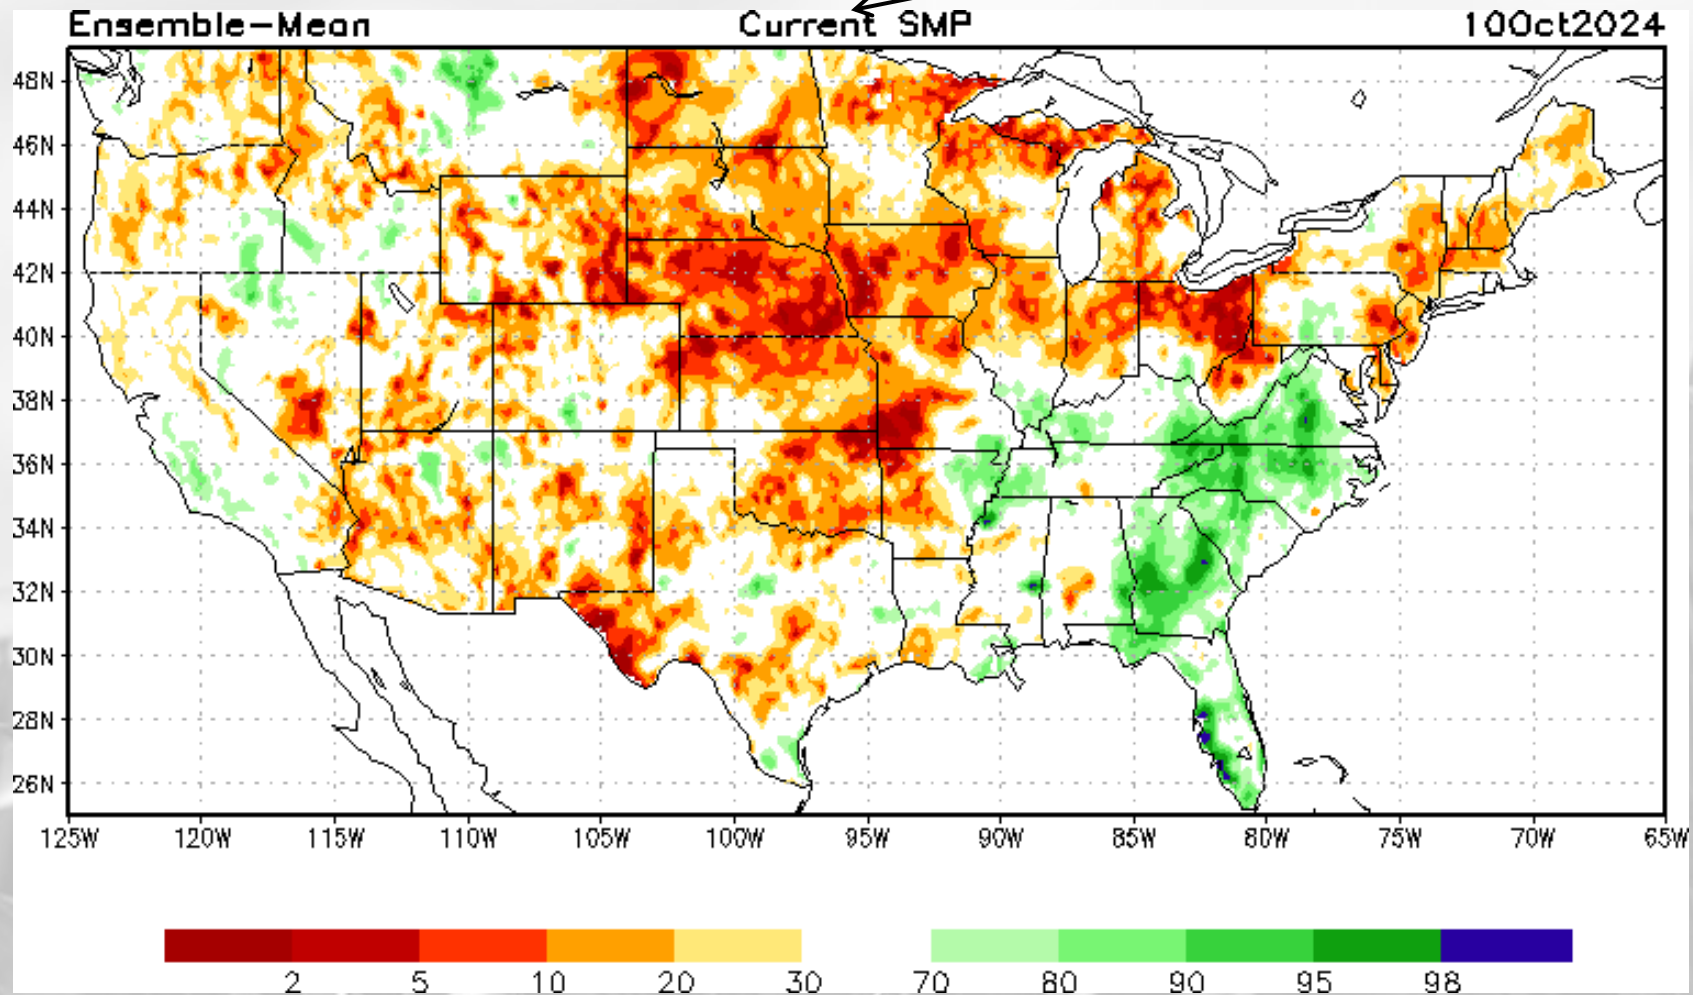 Ensemble-Mean Current SMP 10Oct2024
48N
46N
44N
42N
40N
38N
36N
34N
32N
30N
28N
26N
125W 120W 115W 110W 105W 100W 95W 90W 85W 80W 75W 70W 65W
2 5 10 20 30 70 80 90 95 98